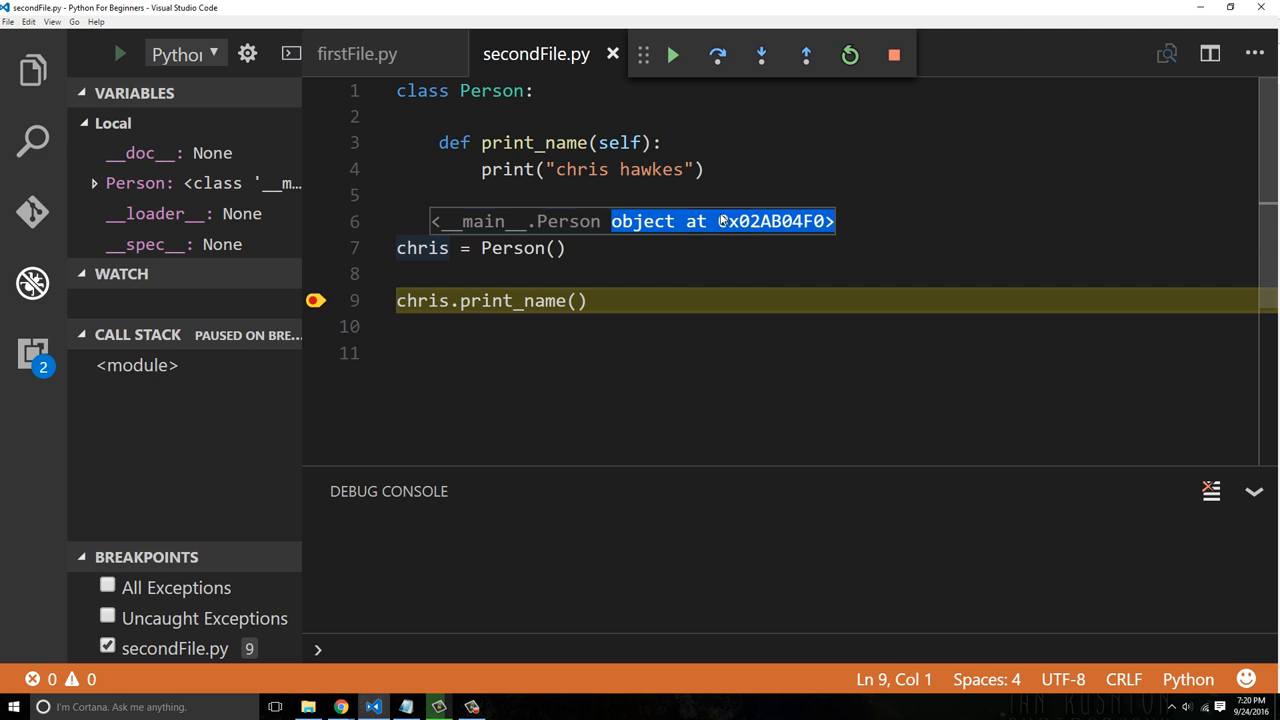 secondFile.py - Python For Beginners - Visual Studio Code
File Edit View Go Help
Pythor
firstFile.py
secondFile.py
VARIABLES
Local
__doc__: None
Person: <class '__m...
__loader__: None
__spec__: None
WATCH
CALL STACK PAUSED ON BRE...
<module>
BREAKPOINTS
All Exceptions
Uncaught Exceptions
secondFile.py 9
2
1 class Person:
2
3 def print_name(self):
4 print("chris hawkes")
5
6 <__main__.Person object at 0x02AB04F0>
7 chris = Person()
8
9 chris.print_name()
10
11
DEBUG CONSOLE
0 0
Ln 9, Col 1 Spaces: 4 UTF-8 CRLF Python
I'm Cortana. Ask me anything.
7:20 PM
9/24/2016